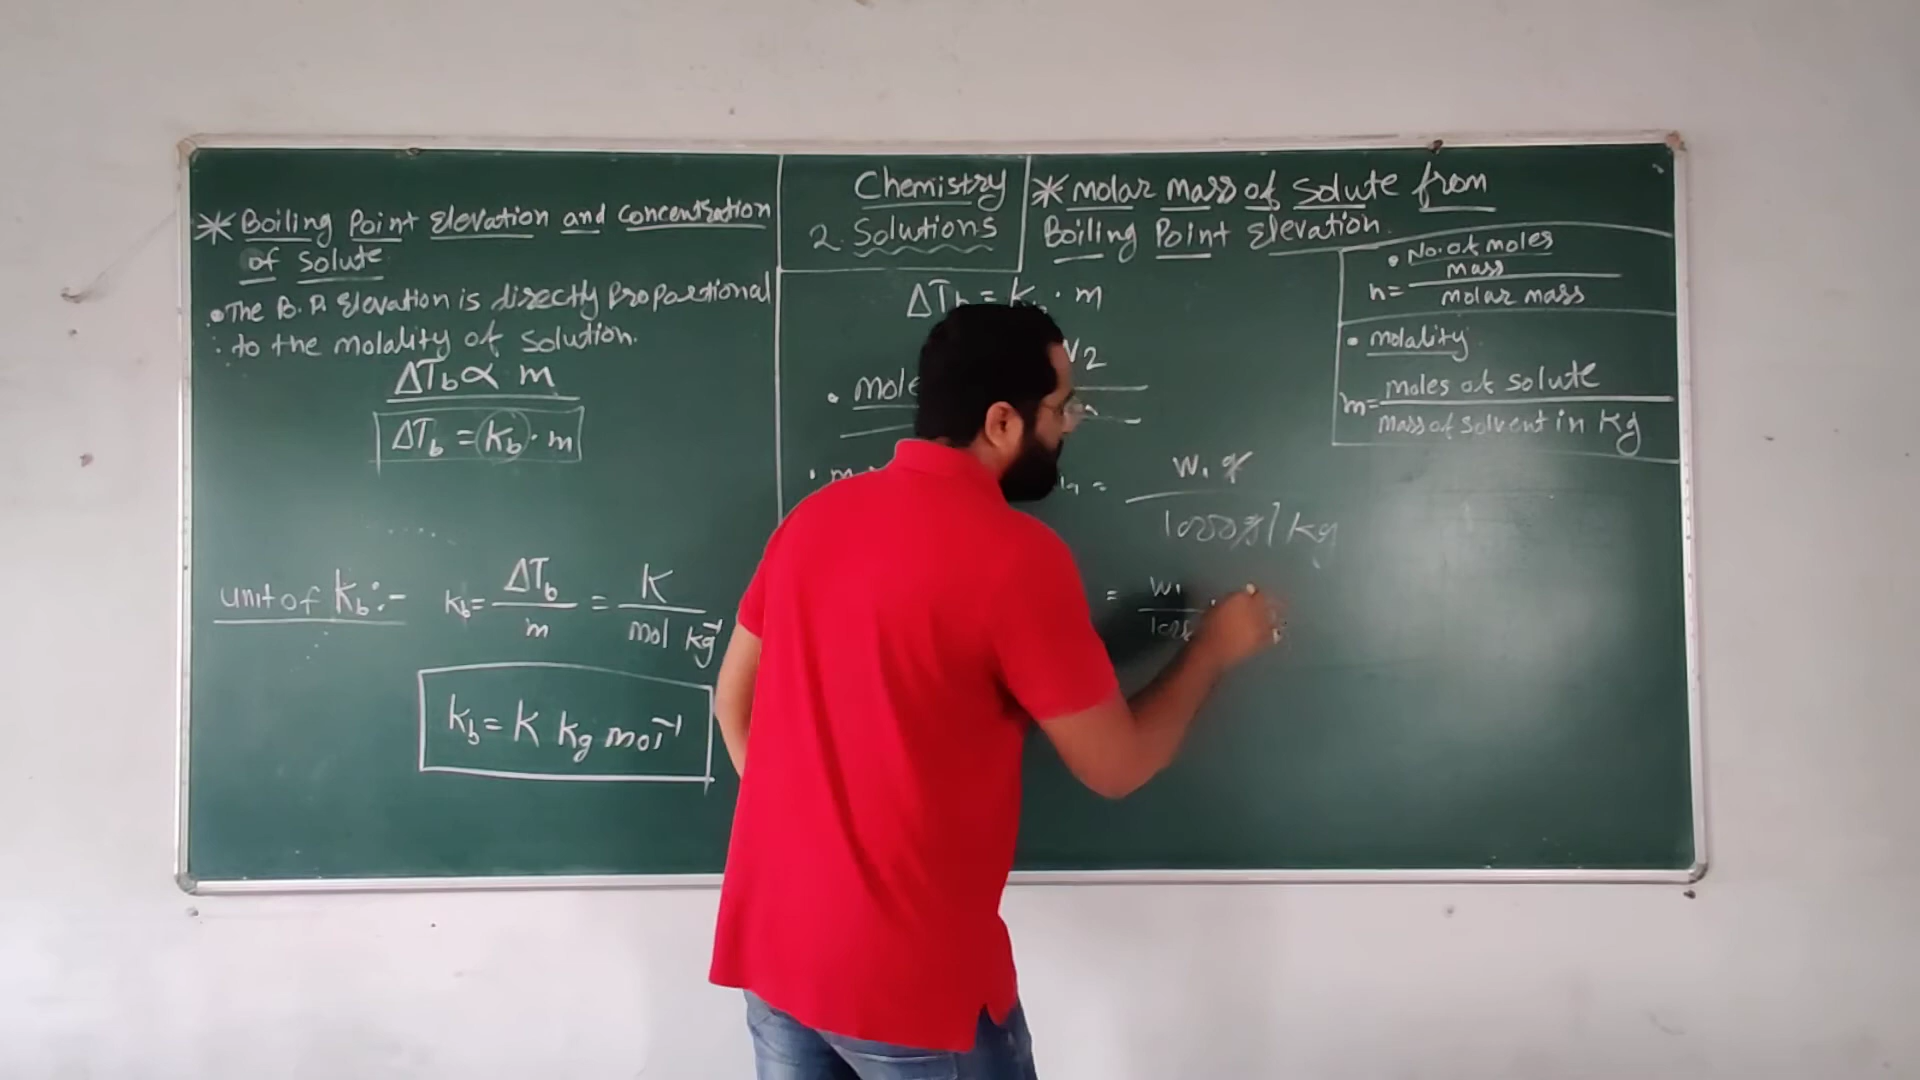 * Boiling Point Elevation and Concentration
of Solute
• The B.P. Elevation is directly Proportional
to the molality of Solution.
ΔTb ∝ m
ΔTb = Kb · m
unit of Kb :- Kb = ΔTb / m = K / mol kg⁻¹
Kb = K kg mol⁻¹
Chemistry
2. Solutions
* Molar Mass of Solute from
Boiling Point Elevation.
ΔTb = K · m
• mole
W2
W1 g
1000 g / kg
= W1
• No. of moles
n = mass / molar mass
• molality
m = moles of solute / mass of solvent in kg